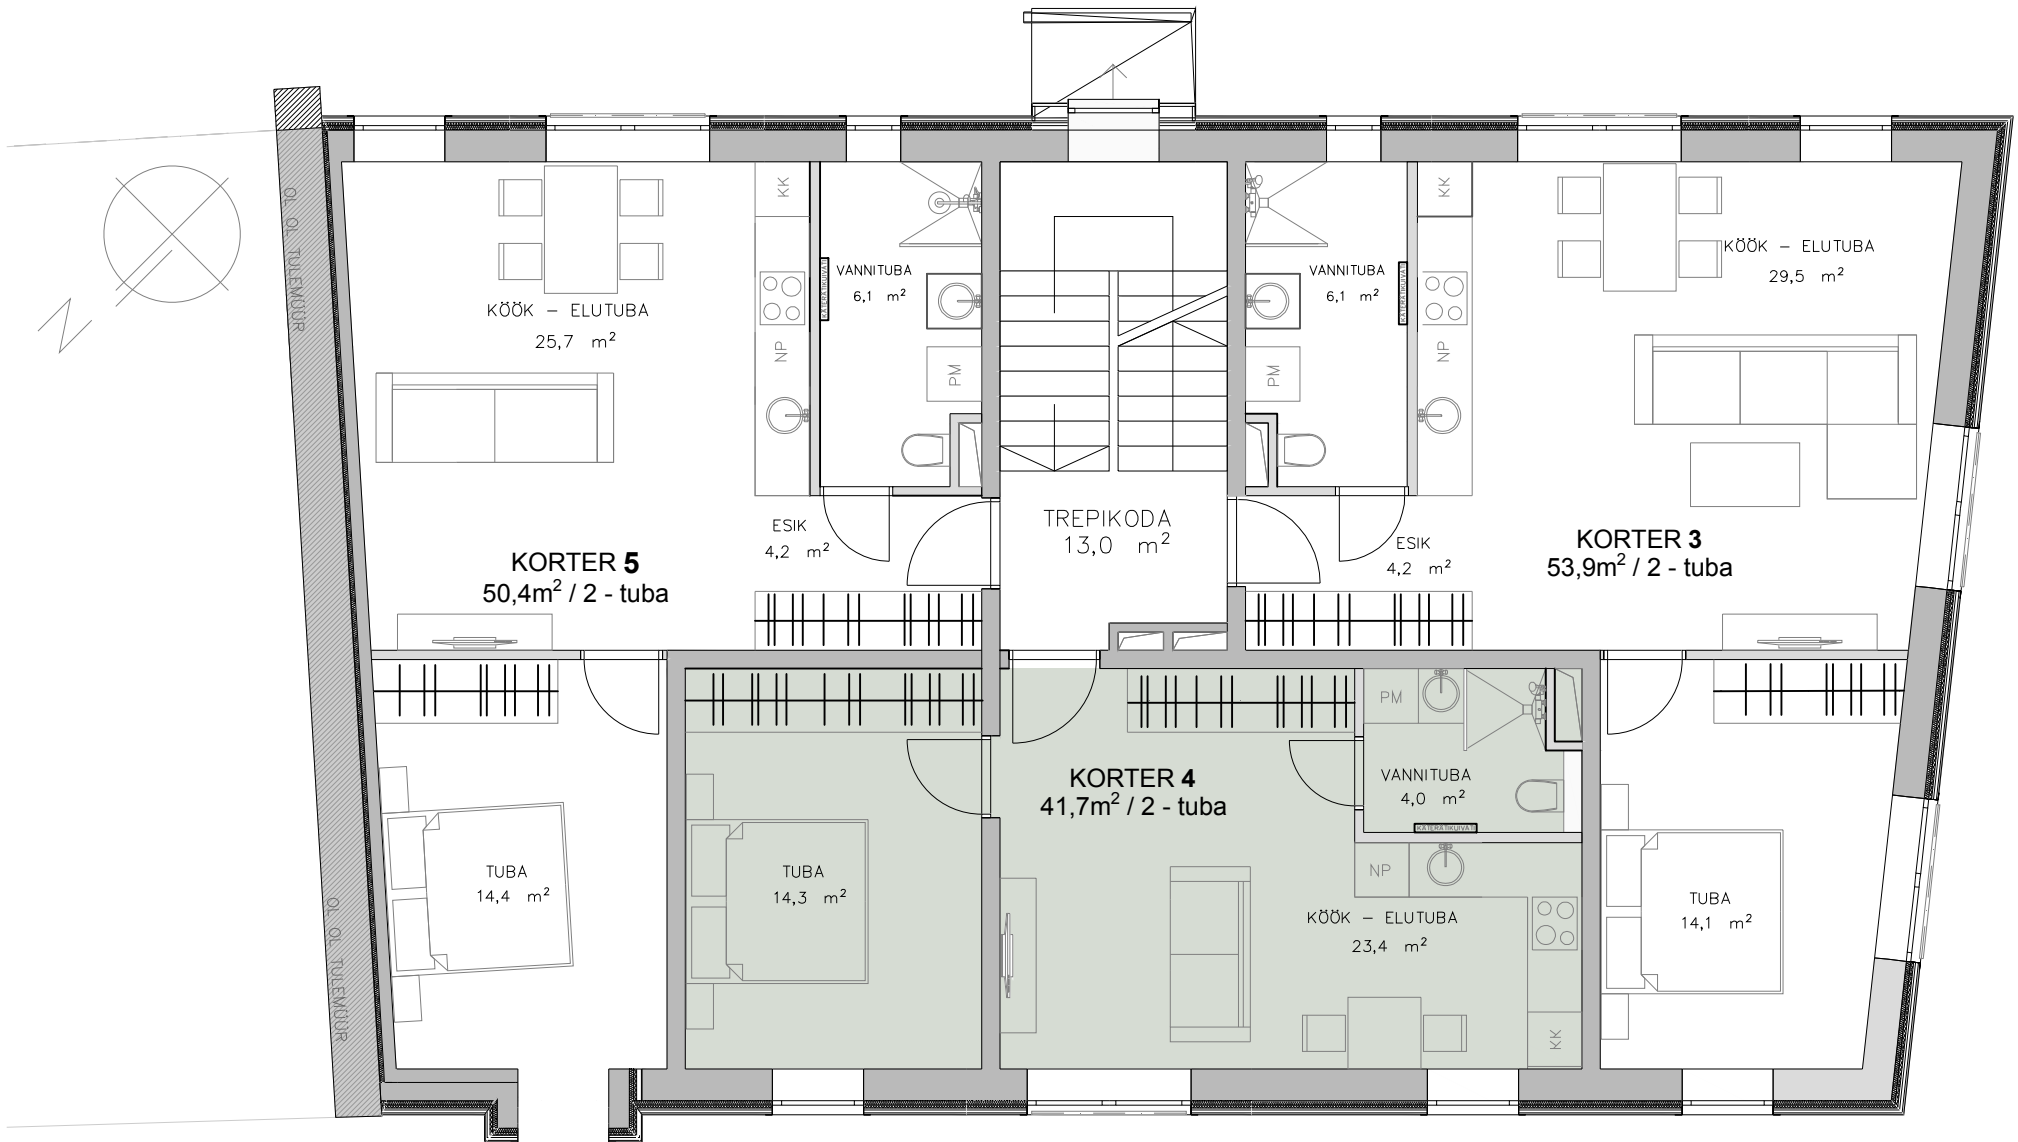 OL OL TULEMÜÜR
N
KÖÖK – ELUTUBA
25,7 m²
KK
NP
VANNITUBA
6,1 m²
KÄTERÄTIKUIVATI
PM
ESIK
4,2 m²
KORTER 5
50,4m² / 2 - tuba
TREPIKODA
13,0 m²
VANNITUBA
6,1 m²
KÄTERÄTIKUIVATI
PM
KK
NP
KÖÖK – ELUTUBA
29,5 m²
ESIK
4,2 m²
KORTER 3
53,9m² / 2 - tuba
OL OL TULEMÜÜR
TUBA
14,4 m²
TUBA
14,3 m²
KORTER 4
41,7m² / 2 - tuba
PM
VANNITUBA
4,0 m²
KÄTERÄTIKUIVATI
NP
KÖÖK – ELUTUBA
23,4 m²
KK
TUBA
14,1 m²